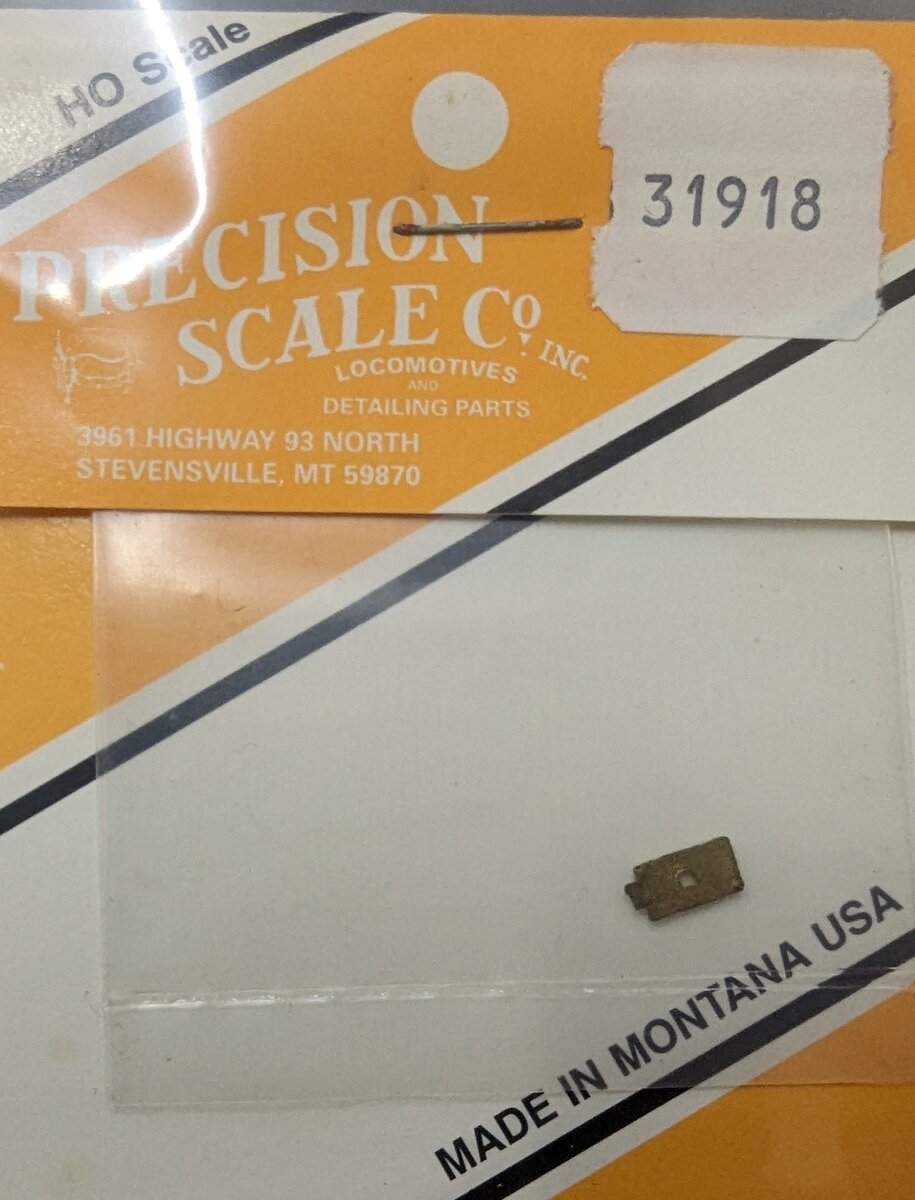 HO Scale
31918
PRECISION
SCALE Co. INC.
LOCOMOTIVES
AND
DETAILING PARTS
3961 HIGHWAY 93 NORTH
STEVENSVILLE, MT 59870
MADE IN MONTANA USA